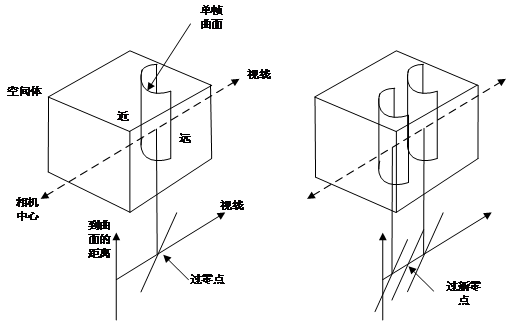 单帧
曲面
视线
空间体
近
远
相机
中心
视线
到曲
面的
距离
过零点
过新零
点